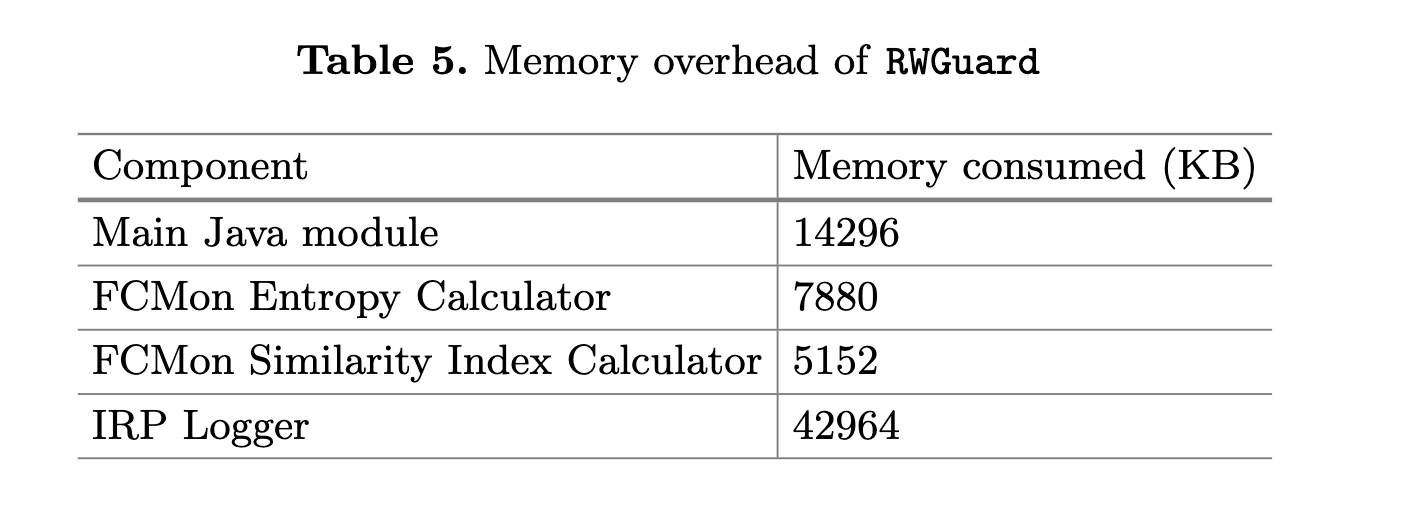 Table 5. Memory overhead of RWGuard
Component Memory consumed (KB)
Main Java module 14296
FCMon Entropy Calculator 7880
FCMon Similarity Index Calculator 5152
IRP Logger 42964